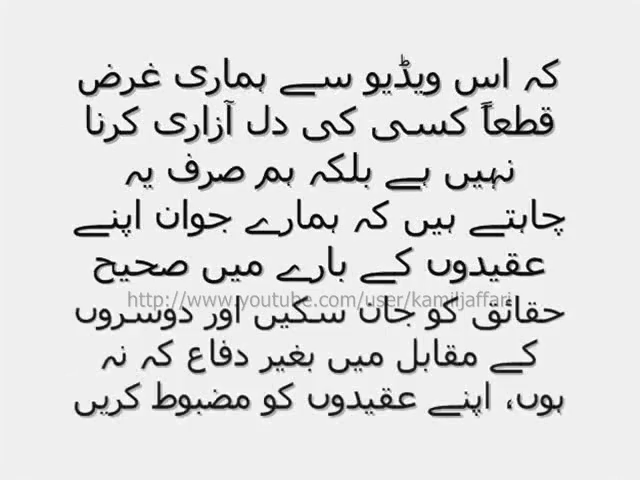 کہ اس ویڈیو سے ہماری غرض
قطعاً کسی کی دل آزاری کرنا
نہیں ہے بلکہ ہم صرف یہ
چاہتے ہیں کہ ہمارے جوان اپنے
عقیدوں کے بارے میں صحیح
http://www.youtube.com/user/kamiljaffari
حقائق کو جان سکیں اور دوسروں
کے مقابل میں بغیر دفاع کہ نہ
ہوں، اپنے عقیدوں کو مضبوط کریں